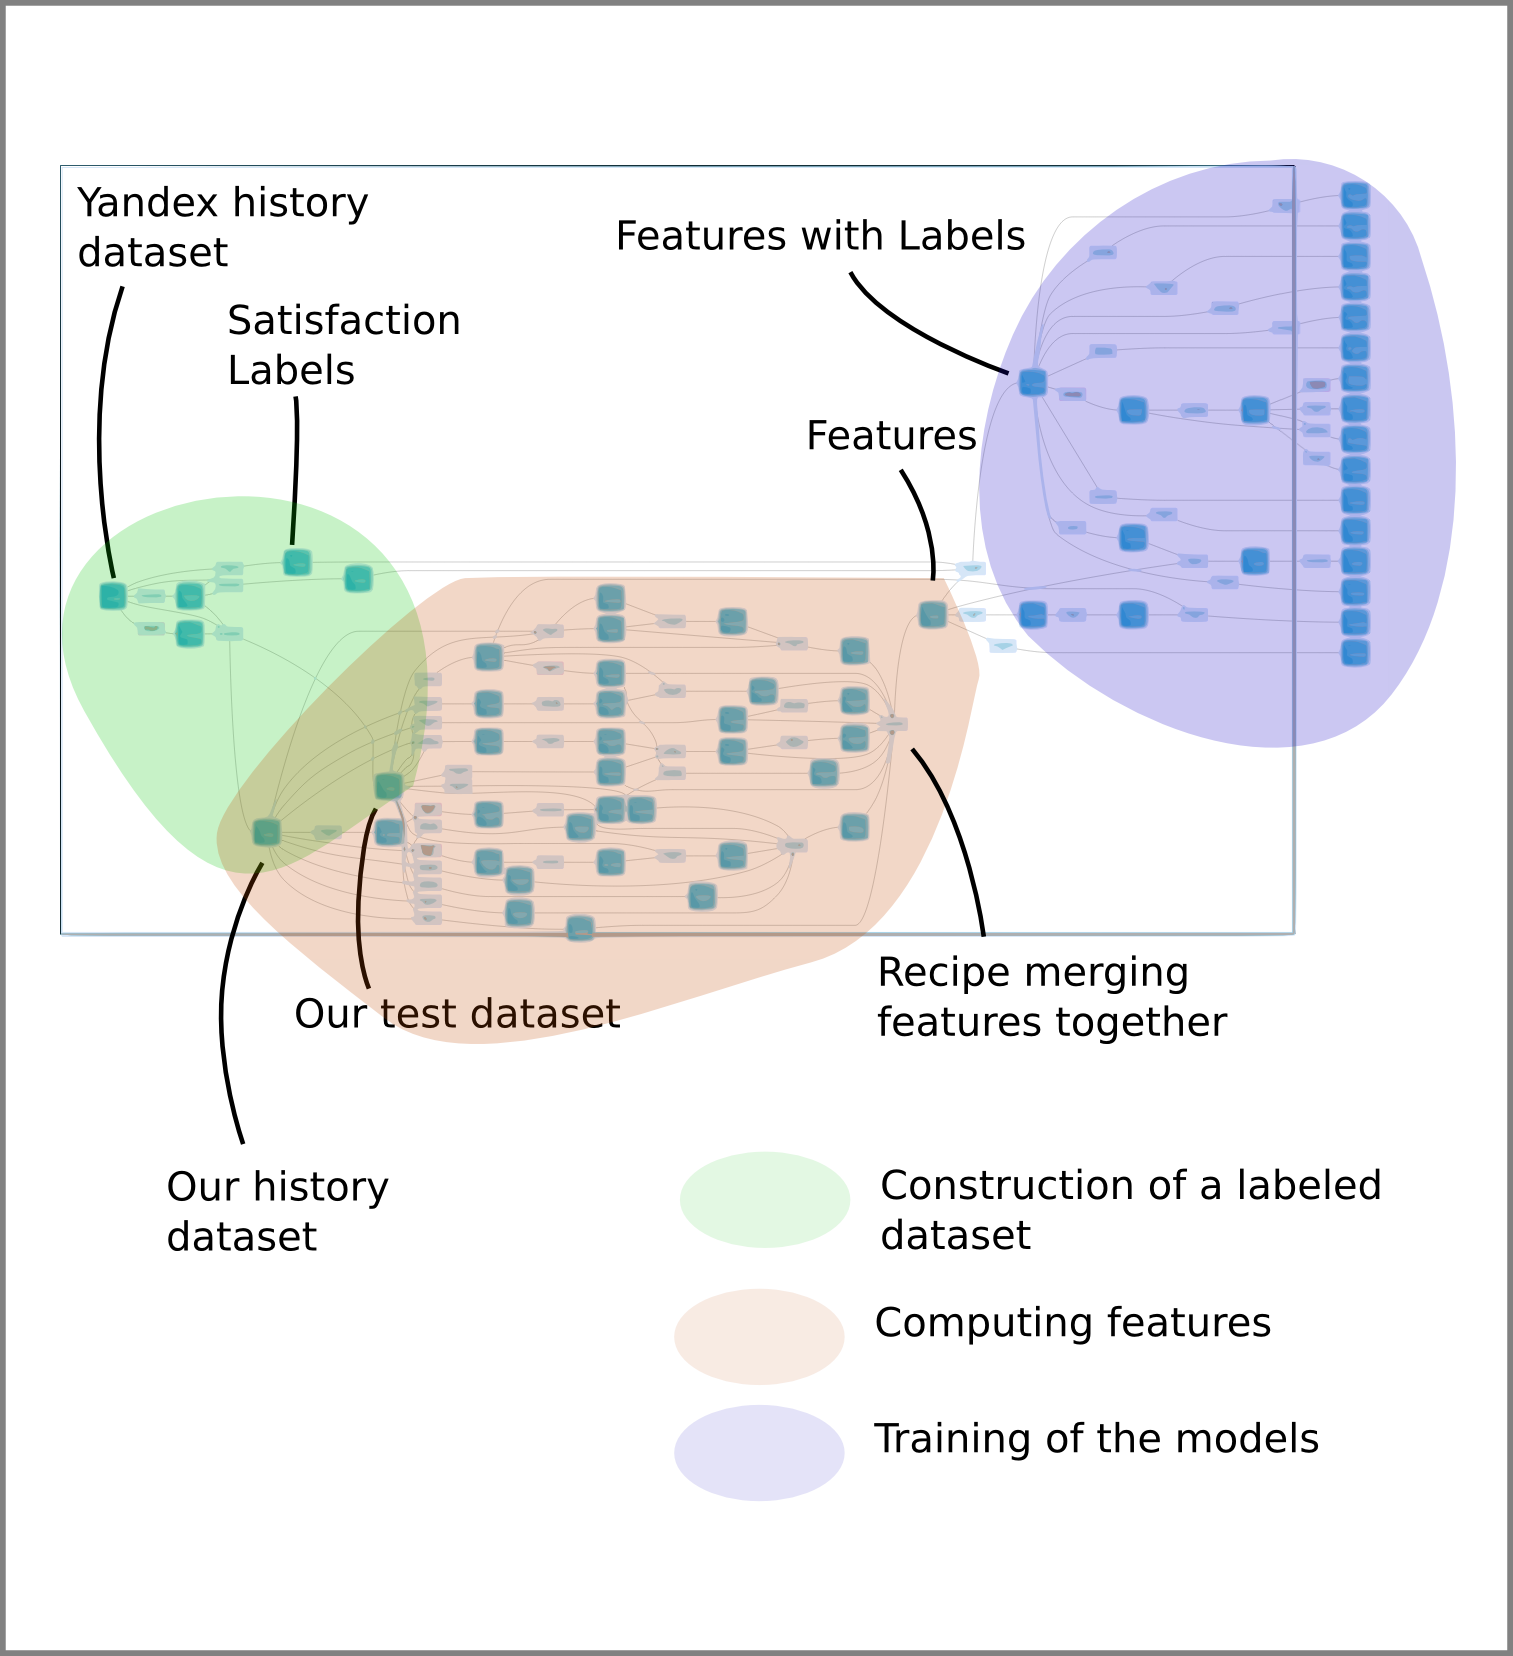 Yandex history
dataset
Satisfaction
Labels
Features with Labels
Features
Our test dataset
Recipe merging
features together
Our history
dataset
Construction of a labeled
dataset
Computing features
Training of the models